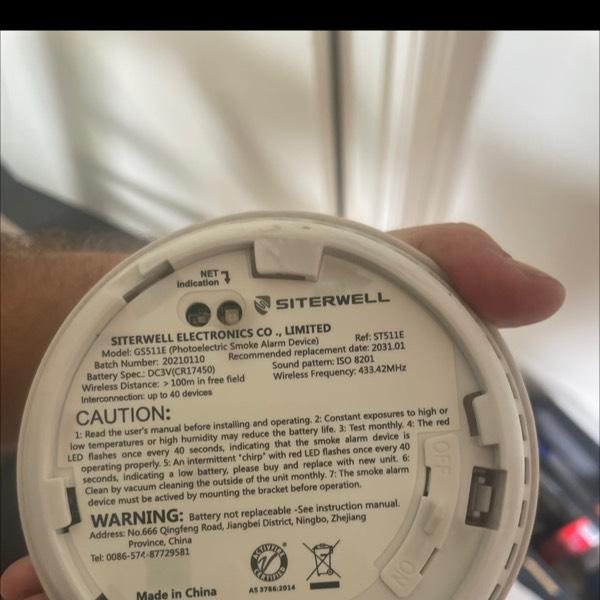 NET
indication
SITERWELL
SITERWELL ELECTRONICS CO ., LIMITED
Model: GS511E (Photoelectric Smoke Alarm Device) Ref: ST511E
Batch Number: 20210110 Recommended replacement date: 2031.01
Battery Spec.: DC3V(CR17450) Sound pattem: ISO 8201
Wireless Distance: > 100m in free field Wireless Frequency: 433.42MHz
Interconnection: up to 40 devices
CAUTION:
1: Read the user's manual before installing and operating. 2: Constant exposures to high or
low temperatures or high humidity may reduce the battery life. 3: Test monthly. 4: The red
LED flashes once every 40 seconds, indicating that the smoke alarm device is
operating properly. 5: An intermittent "chirp" with red LED flashes once every 40
seconds, indicating a low battery, please buy and replace with new unit. 6:
Clean by vacuum cleaning the outside of the unit monthly. 7: The smoke alarm
device must be actived by mounting the bracket before operation.
OFF
WARNING: Battery not replaceable -See instruction manual.
Address: No.666 Qingfeng Road, Jiangbei District, Ningbo, Zhejiang
Province, China
Tel: 0086-574-87729581
ACTIVFIRE
CERTIFIED
ON
Made in China
AS 3786:2014